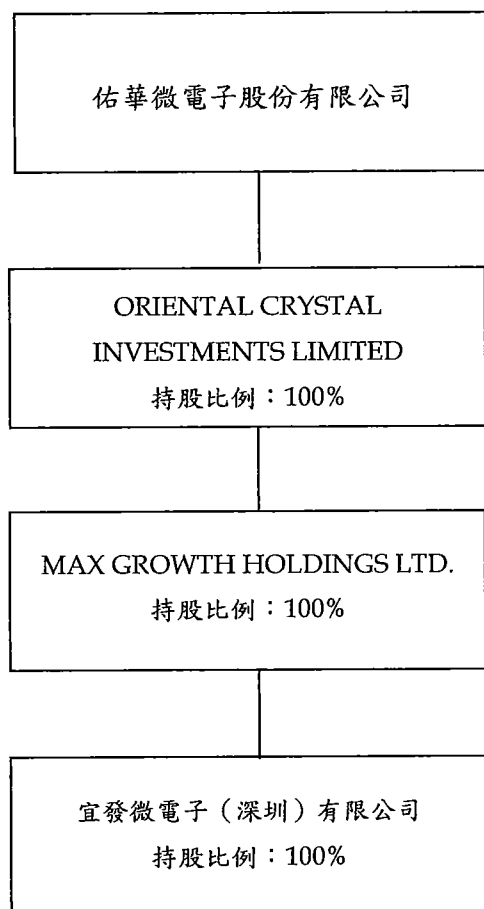 佑華微電子股份有限公司
ORIENTAL CRYSTAL
INVESTMENTS LIMITED
持股比例：100%
MAX GROWTH HOLDINGS LTD.
持股比例：100%
宜發微電子（深圳）有限公司
持股比例：100%